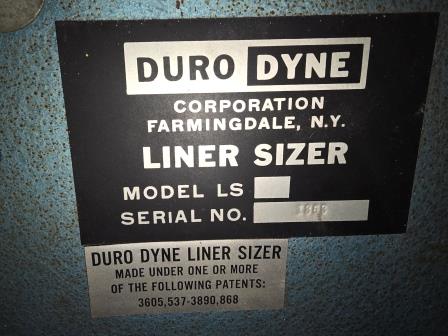 DURO DYNE
CORPORATION
FARMINGDALE, N.Y.
LINER SIZER
MODEL LS
SERIAL NO.
DURO DYNE LINER SIZER
MADE UNDER ONE OR MORE
OF THE FOLLOWING PATENTS:
3605,537-3890,868